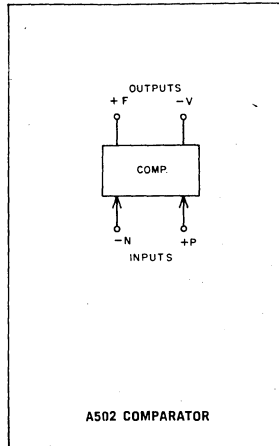 OUTPUTS
+F -V
COMP.
-N +P
INPUTS
A502 COMPARATOR